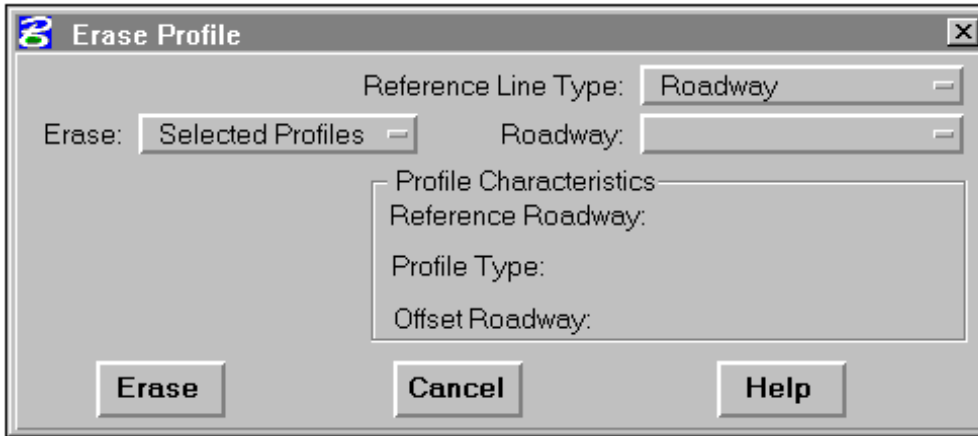 Erase Profile
Reference Line Type: Roadway
Erase: Selected Profiles Roadway:
Profile Characteristics
Reference Roadway:
Profile Type:
Offset Roadway:
Erase Cancel Help